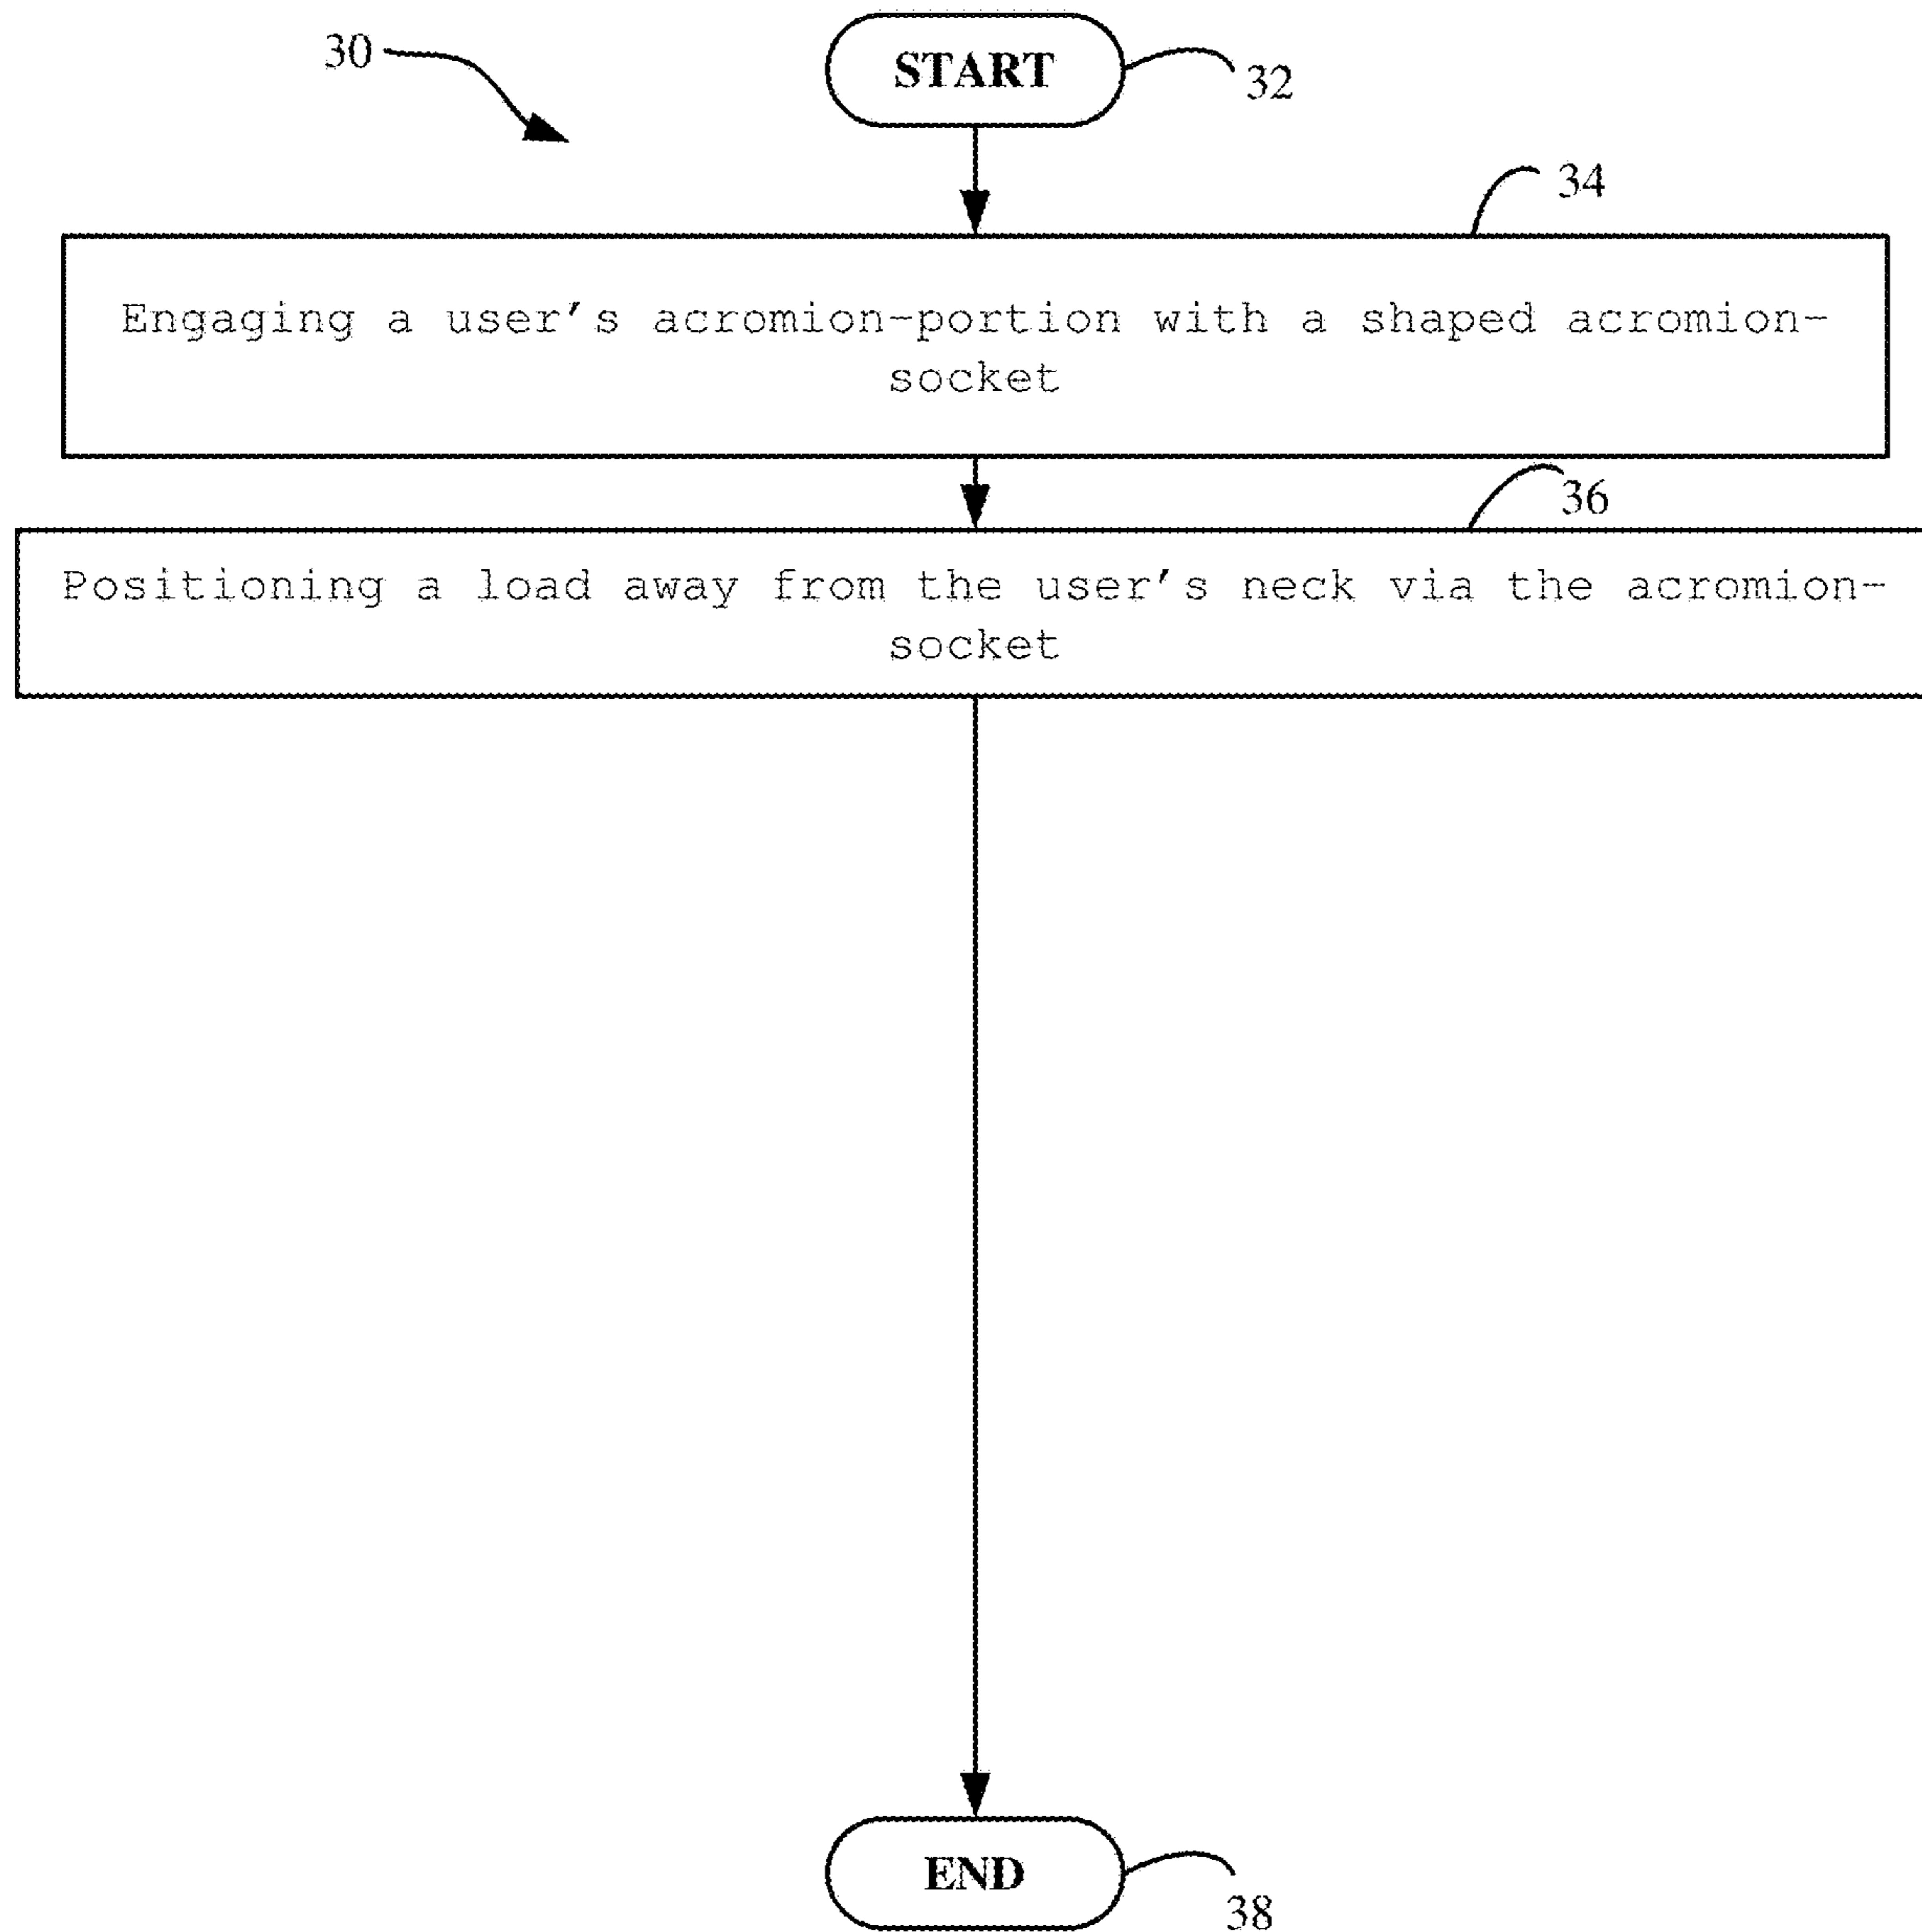 30
START
32
34
Engaging a user's acromion-portion with a shaped acromion-
socket
36
Positioning a load away from the user's neck via the acromion-
socket
END
38